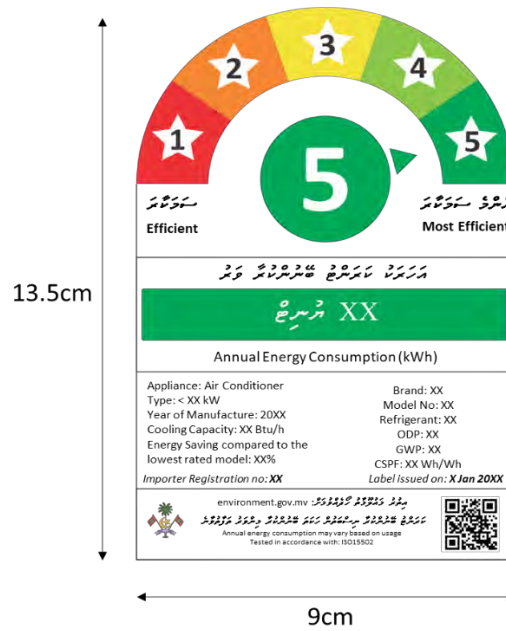 3
2
4
1
5
5
ސަމަކާރަ
ންމެ ސަމަކާރަ
Efficient
Most Efficient
އަހަރަކު ކަރަންޓު ބޭނުންކުރާ ވަރު
13.5cm
XX ޔުނިޓް
Annual Energy Consumption (kWh)
Appliance: Air Conditioner
Type: < XX kW
Year of Manufacture: 20XX
Cooling Capacity: XX Btu/h
Energy Saving compared to the
lowest rated model: XX%
Importer Registration no: XX
Brand: XX
Model No: XX
Refrigerant: XX
ODP: XX
GWP: XX
CSPF: XX Wh/Wh
Label issued on: X Jan 20XX
އިތުރު މަޢުލޫމާތު ހޯއްދެވުމަށް: environment.gov.mv
ކަރަންޓު ބޭނުންކުރާ ނިސްބަތުން ހަކަތަ ބޭނުންކުރާ މިންވަރު ތަފާތުވާނެ
Annual energy consumption may vary based on usage
Tested in accordance with: ISO15502
9cm